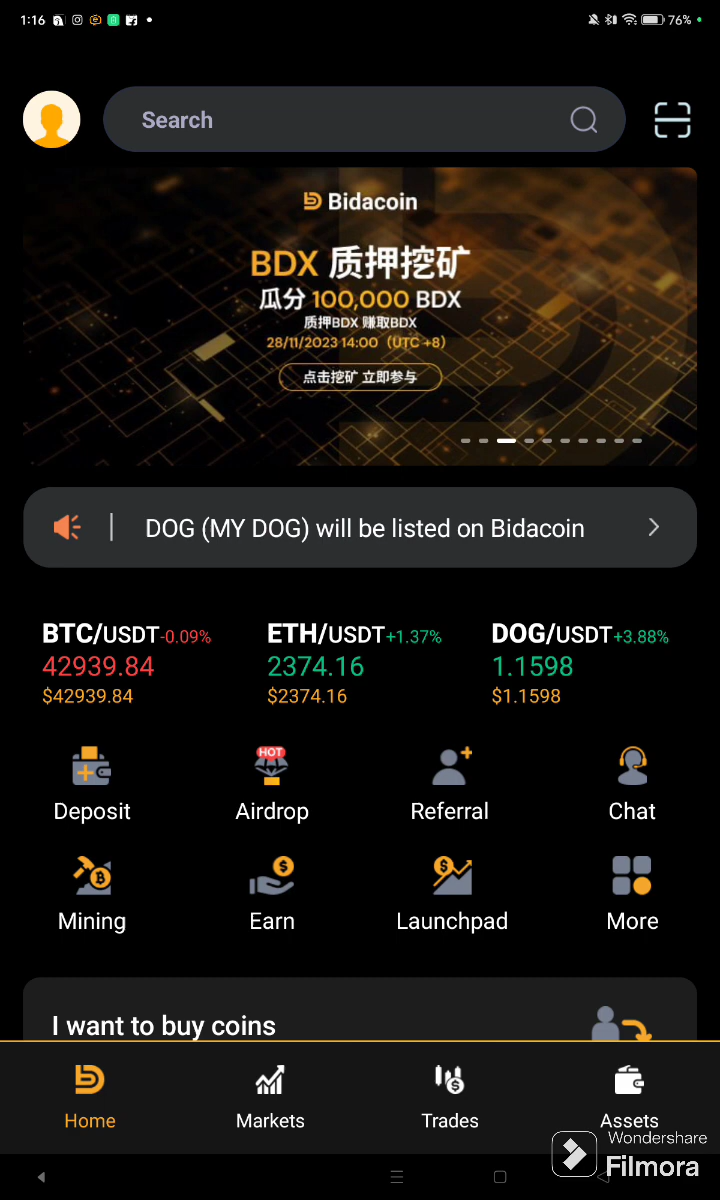 1:16
76%
Search
Bidacoin
BDX 质押挖矿
瓜分 100,000 BDX
质押BDX 赚取BDX
28/11/2023 14:00（UTC +8）
点击挖矿 立即参与
DOG (MY DOG) will be listed on Bidacoin
BTC/USDT-0.09% ETH/USDT+1.37% DOG/USDT+3.88%
42939.84 2374.16 1.1598
$42939.84 $2374.16 $1.1598
HOT
Deposit Airdrop Referral Chat
Mining Earn Launchpad More
I want to buy coins
Home Markets Trades Assets
Wondershare
Filmora